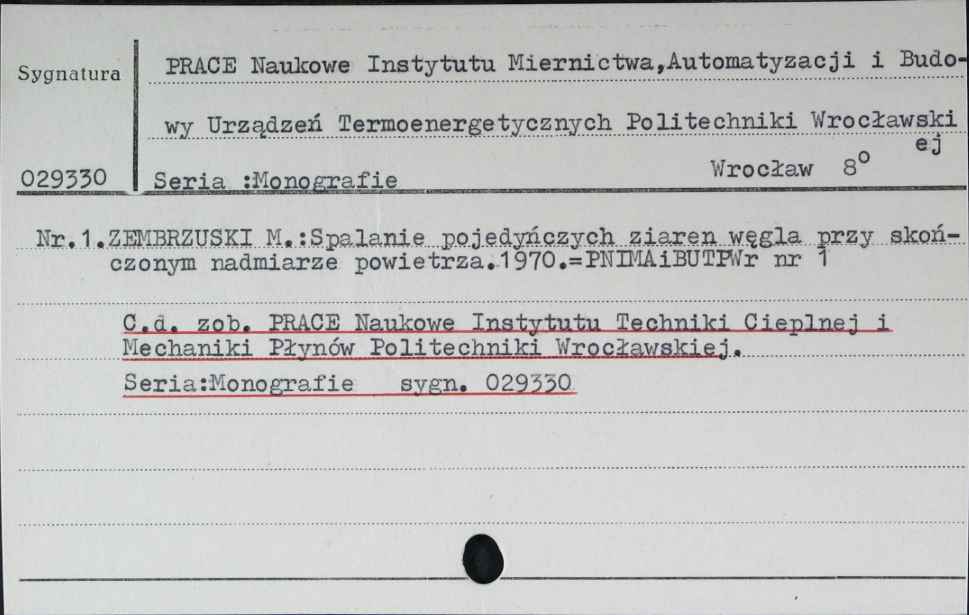 Sygnatura
PRACE Naukowe Instytutu Miernictwa,Automatyzacji i Budo-
wy Urządzeń Termoenergetycznych Politechniki Wrocławski
ej
029330
Seria :Monografie
Wrocław 8°
Nr.1.ZEMBRZUSKI M.:Spalanie pojedyńczych ziaren węgla przy skoń-
czonym nadmiarze powietrza.1970.=PNIMAiBUTPWr nr 1
C.d. zob. PRACE Naukowe Instytutu Techniki Cieplnej i
Mechaniki Płynów Politechniki Wrocławskiej.
Seria:Monografie sygn. 029330